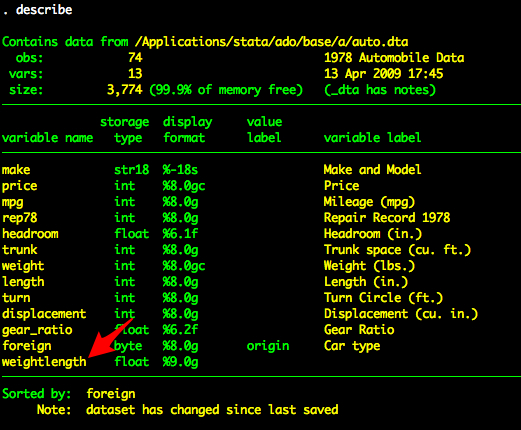 . describe
Contains data from /Applications/stata/ado/base/a/auto.dta
obs: 74 1978 Automobile Data
vars: 13 13 Apr 2009 17:45
size: 3,774 (99.9% of memory free) (_dta has notes)
storage display value
variable name type format label variable label
make str18 %-18s Make and Model
price int %8.0gc Price
mpg int %8.0g Mileage (mpg)
rep78 int %8.0g Repair Record 1978
headroom float %6.1f Headroom (in.)
trunk int %8.0g Trunk space (cu. ft.)
weight int %8.0gc Weight (lbs.)
length int %8.0g Length (in.)
turn int %8.0g Turn Circle (ft.)
displacement int %8.0g Displacement (cu. in.)
gear_ratio float %6.2f Gear Ratio
foreign byte %8.0g origin Car type
weightlength float %9.0g
Sorted by: foreign
Note: dataset has changed since last saved